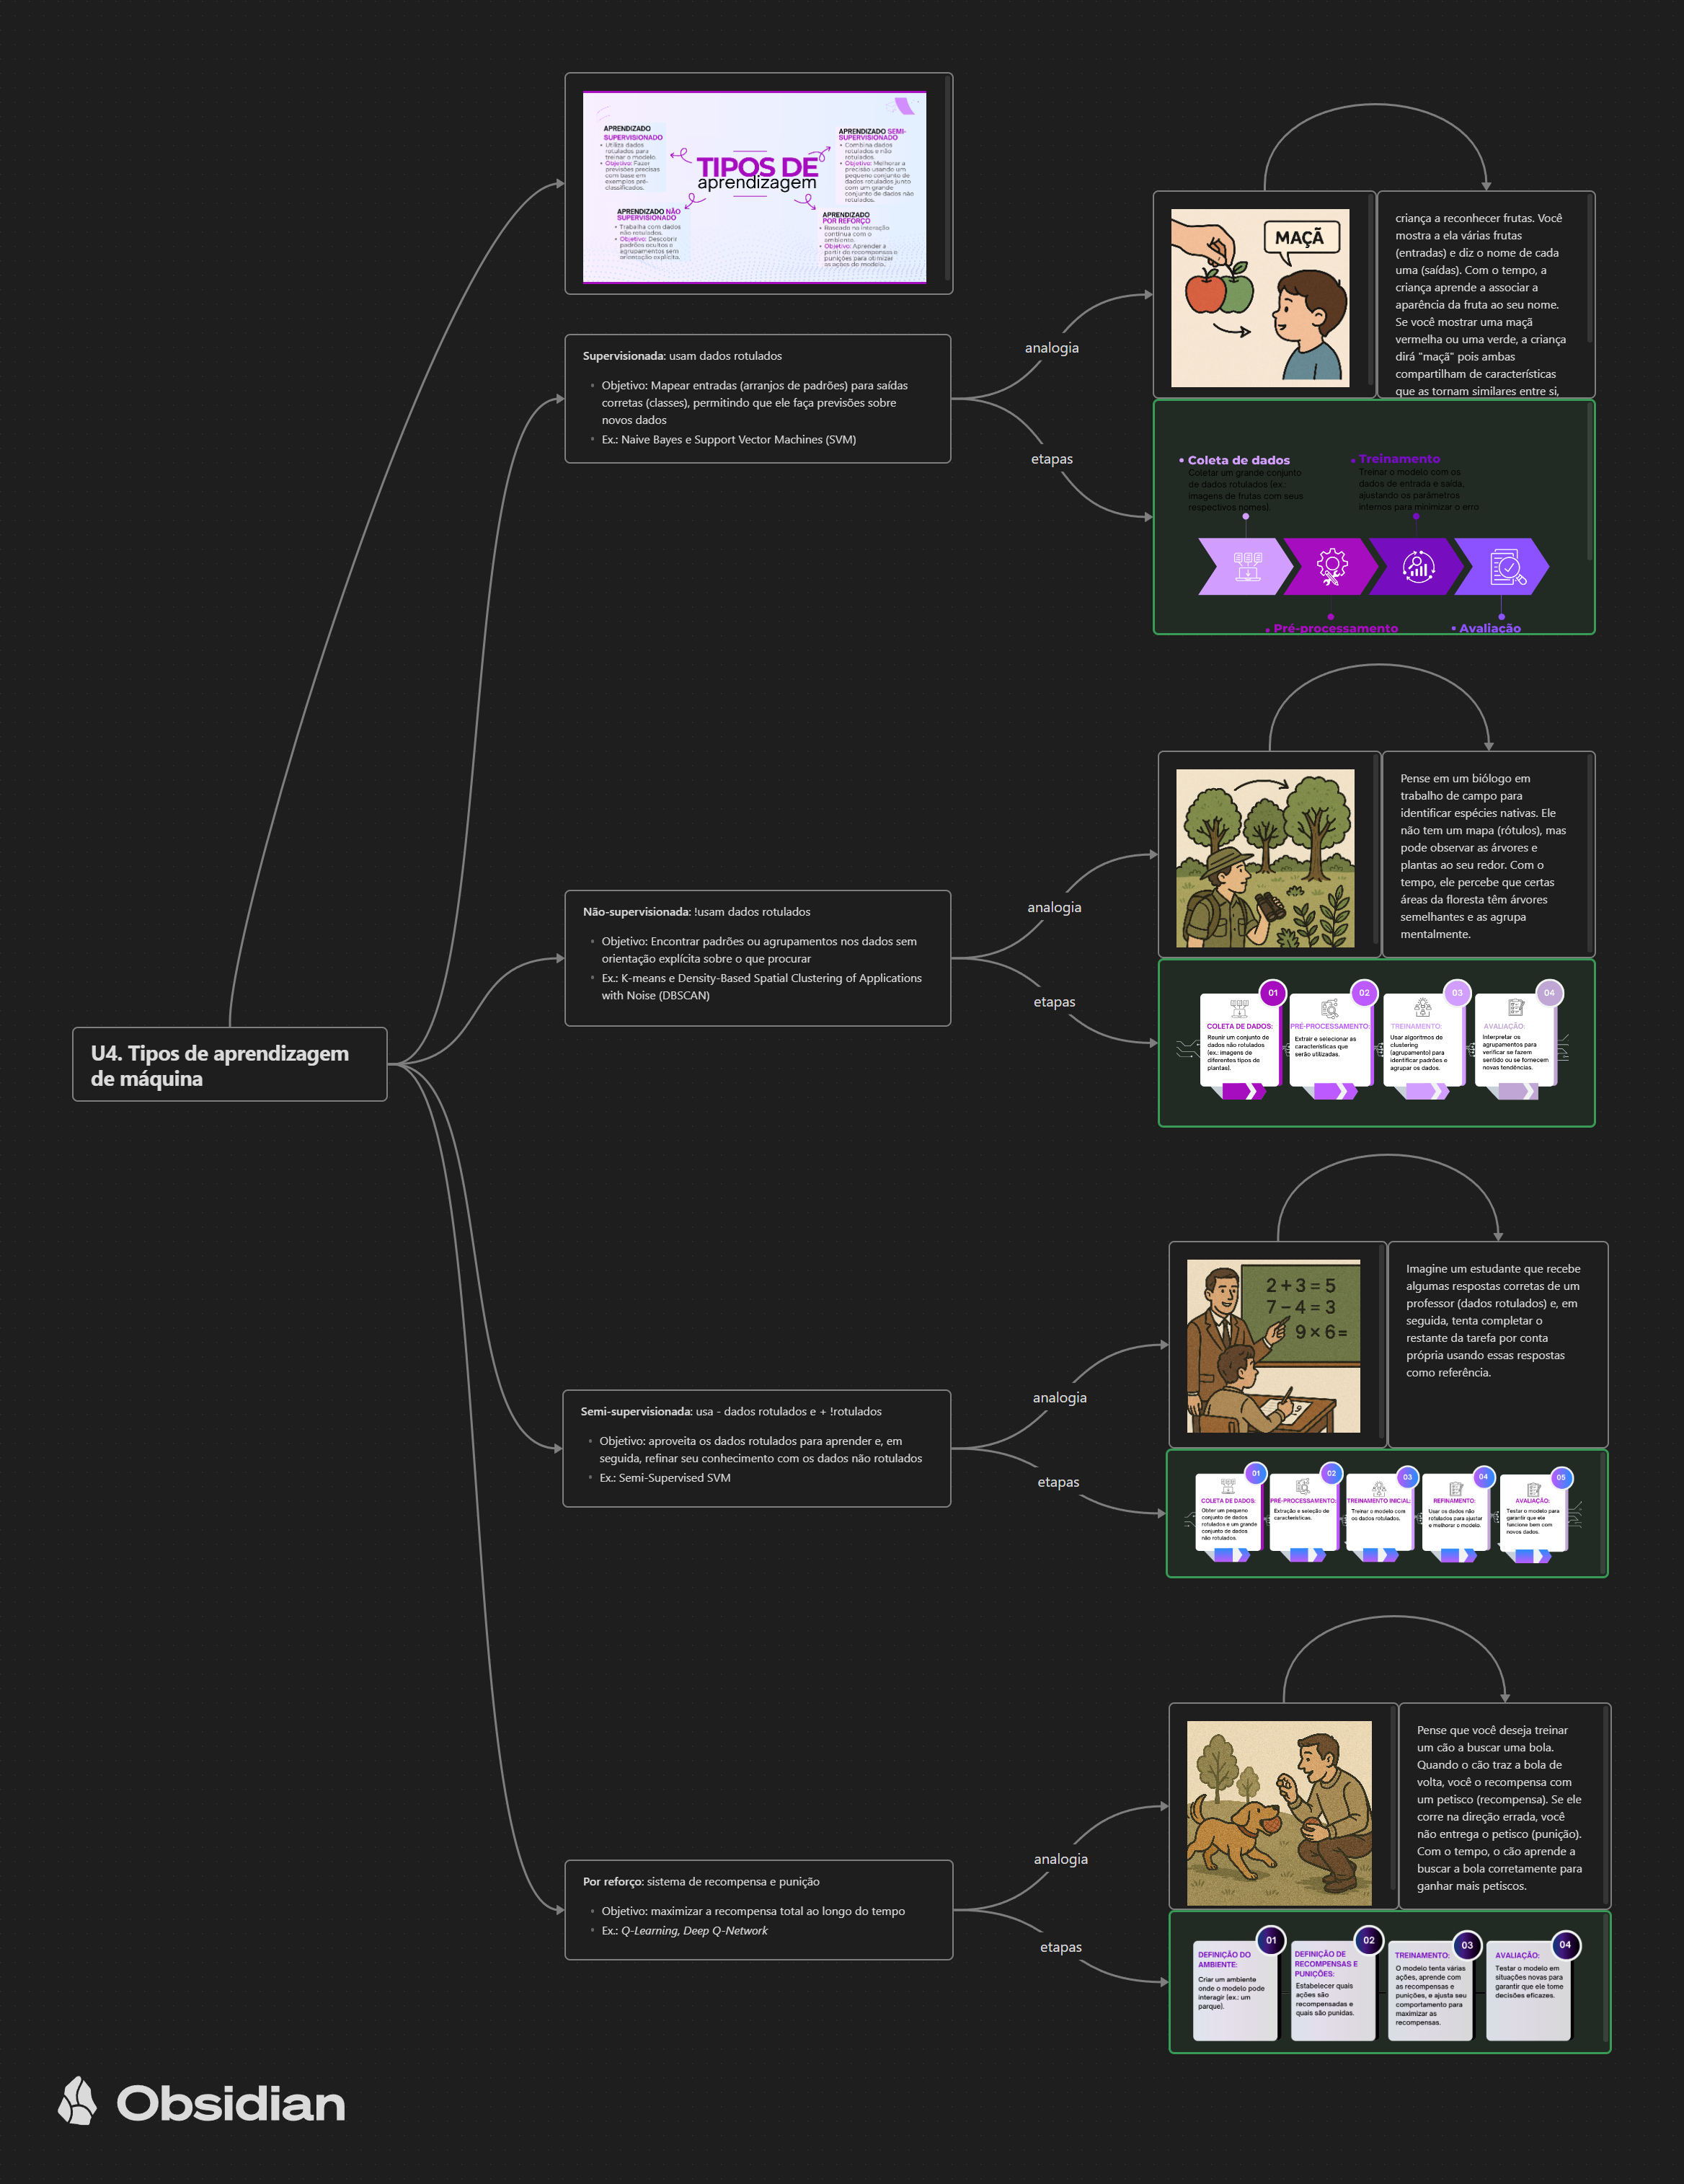 APRENDIZADO
SUPERVISIONADO
• Utiliza dados
rotulados para
treinar o modelo.
• Objetivo: Fazer
previsões precisas
com base em
exemplos pré-
classificados.
TIPOS DE
aprendizagem
APRENDIZADO SEMI-
SUPERVISIONADO
• Combina dados
rotulados e não
rotulados.
• Objetivo: Melhorar a
precisão usando um
pequeno conjunto de
dados rotulados junto
com um grande
conjunto de dados não
rotulados.
APRENDIZADO NÃO
SUPERVISIONADO
• Trabalha com dados
não rotulados.
• Objetivo: Descobrir
padrões ocultos e
agrupamentos sem
orientação explícita.
APRENDIZADO
POR REFORÇO
• Baseado na interação
contínua com o
ambiente.
• Objetivo: Aprender a
partir de recompensas e
punições para otimizar
as ações do modelo.
MAÇÃ
criança a reconhecer frutas. Você
mostra a ela várias frutas
(entradas) e diz o nome de cada
uma (saídas). Com o tempo, a
criança aprende a associar a
aparência da fruta ao seu nome.
Se você mostrar uma maçã
vermelha ou uma verde, a criança
dirá "maçã" pois ambas
compartilham de características
que as tornam similares entre si,
Supervisionada: usam dados rotulados
• Objetivo: Mapear entradas (arranjos de padrões) para saídas
corretas (classes), permitindo que ele faça previsões sobre
novos dados
• Ex.: Naive Bayes e Support Vector Machines (SVM)
analogia
etapas
• Coleta de dados
Coletar um grande conjunto
de dados rotulados (ex.:
imagens de frutas com seus
respectivos nomes).
• Treinamento
Treinar o modelo com os
dados de entrada e saída,
ajustando os parâmetros
internos para minimizar o erro
• Pré-processamento
• Avaliação
Pense em um biólogo em
trabalho de campo para
identificar espécies nativas. Ele
não tem um mapa (rótulos), mas
pode observar as árvores e
plantas ao seu redor. Com o
tempo, ele percebe que certas
áreas da floresta têm árvores
semelhantes e as agrupa
mentalmente.
Não-supervisionada: !usam dados rotulados
• Objetivo: Encontrar padrões ou agrupamentos nos dados sem
orientação explícita sobre o que procurar
• Ex.: K-means e Density-Based Spatial Clustering of Applications
with Noise (DBSCAN)
analogia
etapas
01
COLETA DE DADOS:
Reunir um conjunto de
dados não rotulados
(ex.: imagens de
diferentes tipos de
plantas).
02
PRÉ-PROCESSAMENTO:
Extrair e selecionar as
características que
serão utilizadas.
03
TREINAMENTO:
Usar algoritmos de
clustering
(agrupamento) para
identificar padrões e
agrupar os dados.
04
AVALIAÇÃO:
Interpretar os
agrupamentos para
verificar se fazem
sentido ou se fornecem
novas tendências.
U4. Tipos de aprendizagem
de máquina
2 + 3 = 5
7 - 4 = 3
9 × 6 =
Imagine um estudante que recebe
algumas respostas corretas de um
professor (dados rotulados) e, em
seguida, tenta completar o
restante da tarefa por conta
própria usando essas respostas
como referência.
Semi-supervisionada: usa - dados rotulados e + !rotulados
• Objetivo: aproveita os dados rotulados para aprender e, em
seguida, refinar seu conhecimento com os dados não rotulados
• Ex.: Semi-Supervised SVM
analogia
etapas
01
COLETA DE DADOS:
Obter um pequeno
conjunto de dados
rotulados e um grande
conjunto de dados
não rotulados.
02
PRÉ-PROCESSAMENTO:
Extração e seleção de
características.
03
TREINAMENTO INICIAL:
Treinar o modelo com
os dados rotulados.
04
REFINAMENTO:
Usar os dados não
rotulados para ajustar
e melhorar o modelo.
05
AVALIAÇÃO:
Testar o modelo para
garantir que ele
funcione bem com
novos dados.
Pense que você deseja treinar
um cão a buscar uma bola.
Quando o cão traz a bola de
volta, você o recompensa com
um petisco (recompensa). Se ele
corre na direção errada, você
não entrega o petisco (punição).
Com o tempo, o cão aprende a
buscar a bola corretamente para
ganhar mais petiscos.
Por reforço: sistema de recompensa e punição
• Objetivo: maximizar a recompensa total ao longo do tempo
• Ex.: Q-Learning, Deep Q-Network
analogia
etapas
01
DEFINIÇÃO DO
AMBIENTE:
Criar um ambiente
onde o modelo pode
interagir (ex.: um
parque).
02
DEFINIÇÃO DE
RECOMPENSAS E
PUNIÇÕES:
Estabelecer quais
ações são
recompensadas e
quais são punidas.
03
TREINAMENTO:
O modelo tenta várias
ações, aprende com
as recompensas e
punições, e ajusta seu
comportamento para
maximizar as
recompensas.
04
AVALIAÇÃO:
Testar o modelo em
situações novas para
garantir que ele tome
decisões eficazes.
Obsidian